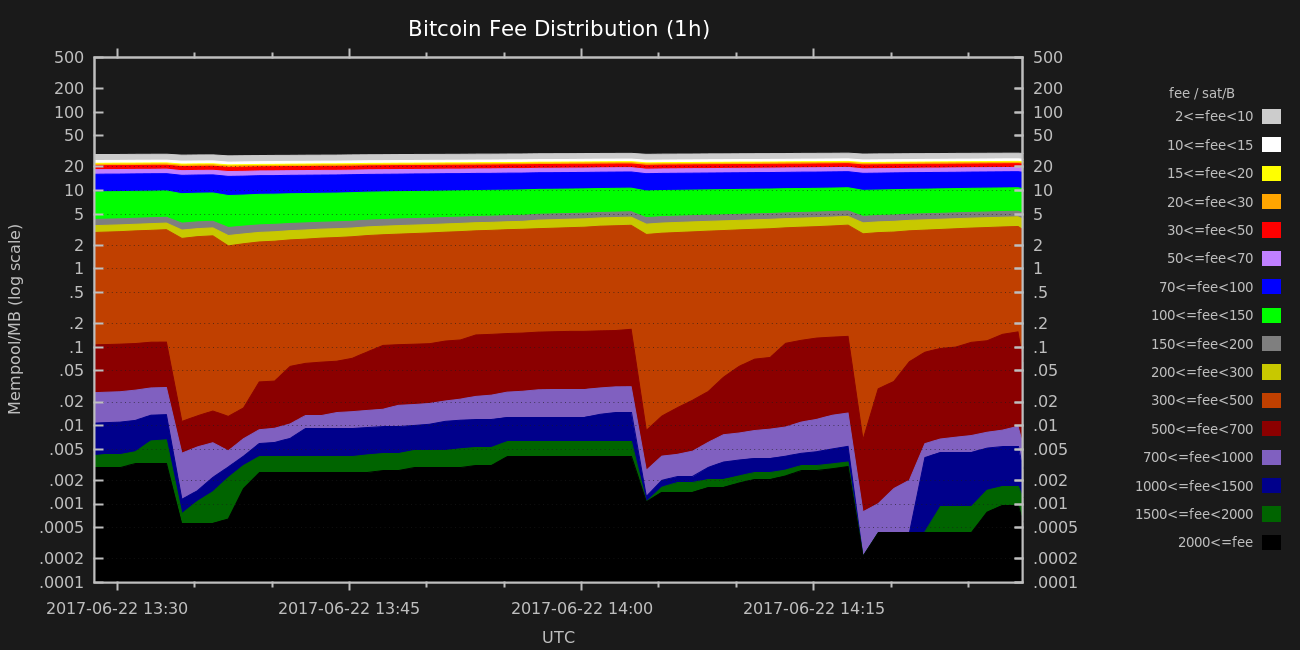 Bitcoin Fee Distribution (1h)
Mempool/MB (log scale)
500
200
100
50
20
10
5
2
1
.5
.2
.1
.05
.02
.01
.005
.002
.001
.0005
.0002
.0001
500
200
100
50
20
10
5
2
1
.5
.2
.1
.05
.02
.01
.005
.002
.001
.0005
.0002
.0001
2017-06-22 13:30
2017-06-22 13:45
2017-06-22 14:00
2017-06-22 14:15
UTC
fee / sat/B
2<=fee<10
10<=fee<15
15<=fee<20
20<=fee<30
30<=fee<50
50<=fee<70
70<=fee<100
100<=fee<150
150<=fee<200
200<=fee<300
300<=fee<500
500<=fee<700
700<=fee<1000
1000<=fee<1500
1500<=fee<2000
2000<=fee